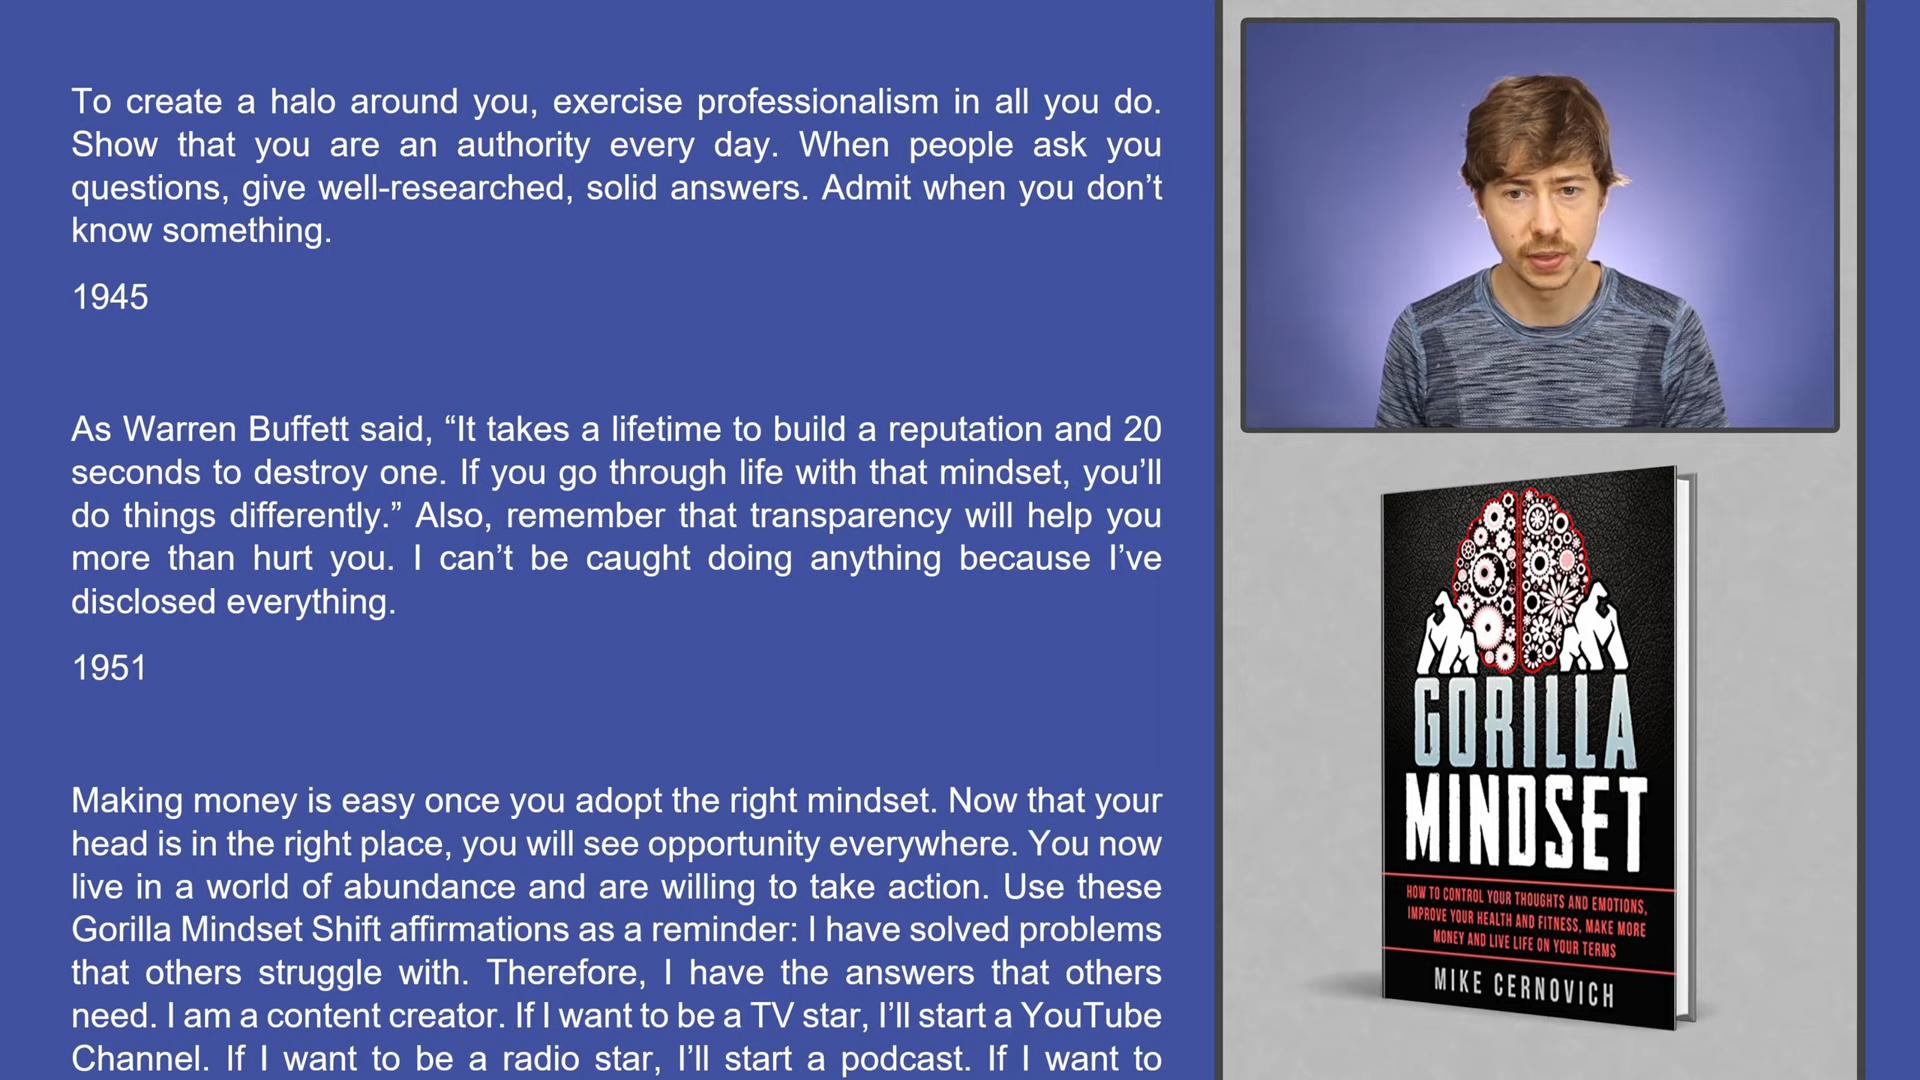 To create a halo around you, exercise professionalism in all you do.
Show that you are an authority every day. When people ask you
questions, give well-researched, solid answers. Admit when you don’t
know something.
1945
As Warren Buffett said, “It takes a lifetime to build a reputation and 20
seconds to destroy one. If you go through life with that mindset, you’ll
do things differently.” Also, remember that transparency will help you
more than hurt you. I can’t be caught doing anything because I’ve
disclosed everything.
1951
Making money is easy once you adopt the right mindset. Now that your
head is in the right place, you will see opportunity everywhere. You now
live in a world of abundance and are willing to take action. Use these
Gorilla Mindset Shift affirmations as a reminder: I have solved problems
that others struggle with. Therefore, I have the answers that others
need. I am a content creator. If I want to be a TV star, I’ll start a YouTube
Channel. If I want to be a radio star, I’ll start a podcast. If I want to
GORILLA
MINDSET
HOW TO CONTROL YOUR THOUGHTS AND EMOTIONS,
IMPROVE YOUR HEALTH AND FITNESS, MAKE MORE
MONEY AND LIVE LIFE ON YOUR TERMS
MIKE CERNOVICH